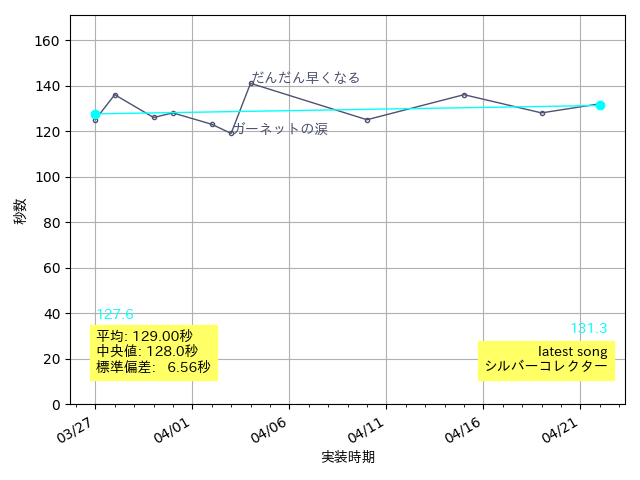 160
140
120
100
80
60
40
20
0
秒数
だんだん早くなる
ガーネットの涙
127.6
131.3
平均: 129.00秒
中央値: 128.0秒
標準偏差:   6.56秒
latest song
シルバーコレクター
03/27
04/01
04/06
04/11
04/16
04/21
実装時期